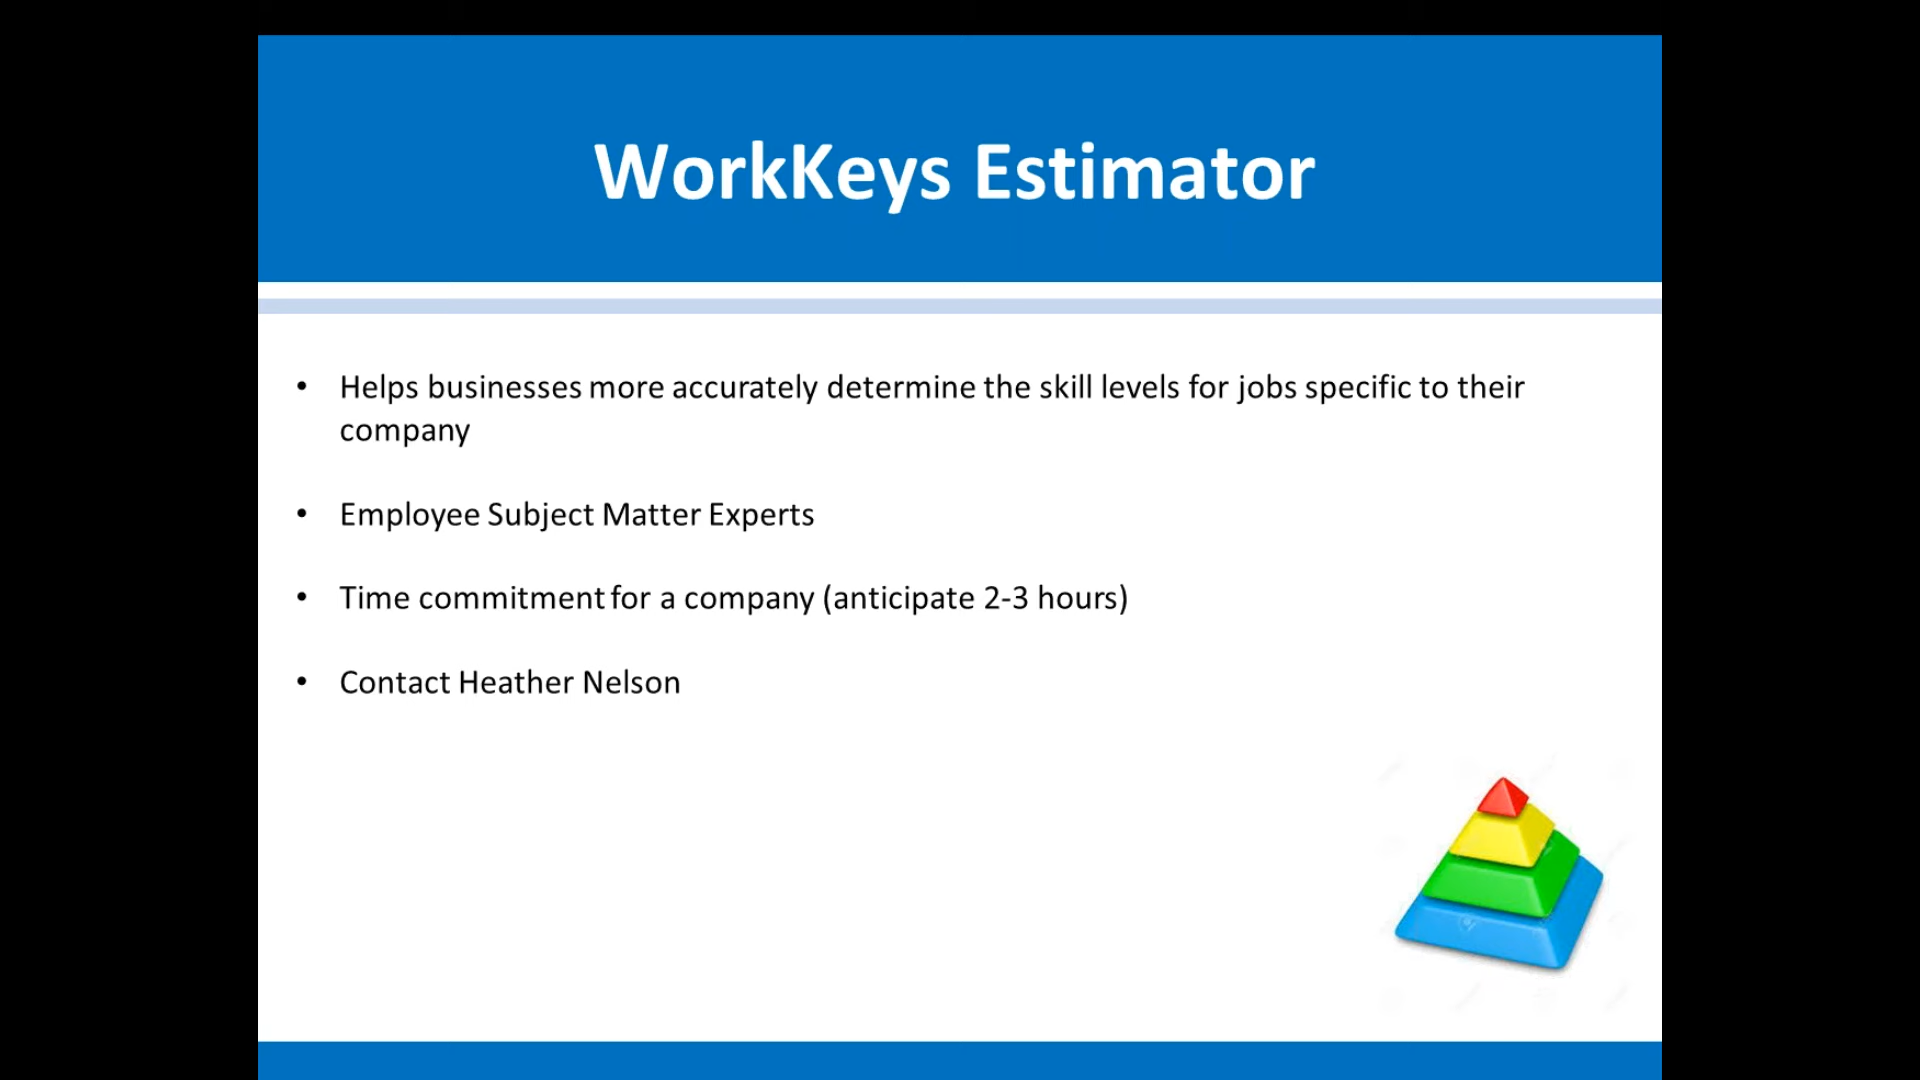 WorkKeys Estimator
• Helps businesses more accurately determine the skill levels for jobs specific to their
company
• Employee Subject Matter Experts
• Time commitment for a company (anticipate 2-3 hours)
• Contact Heather Nelson